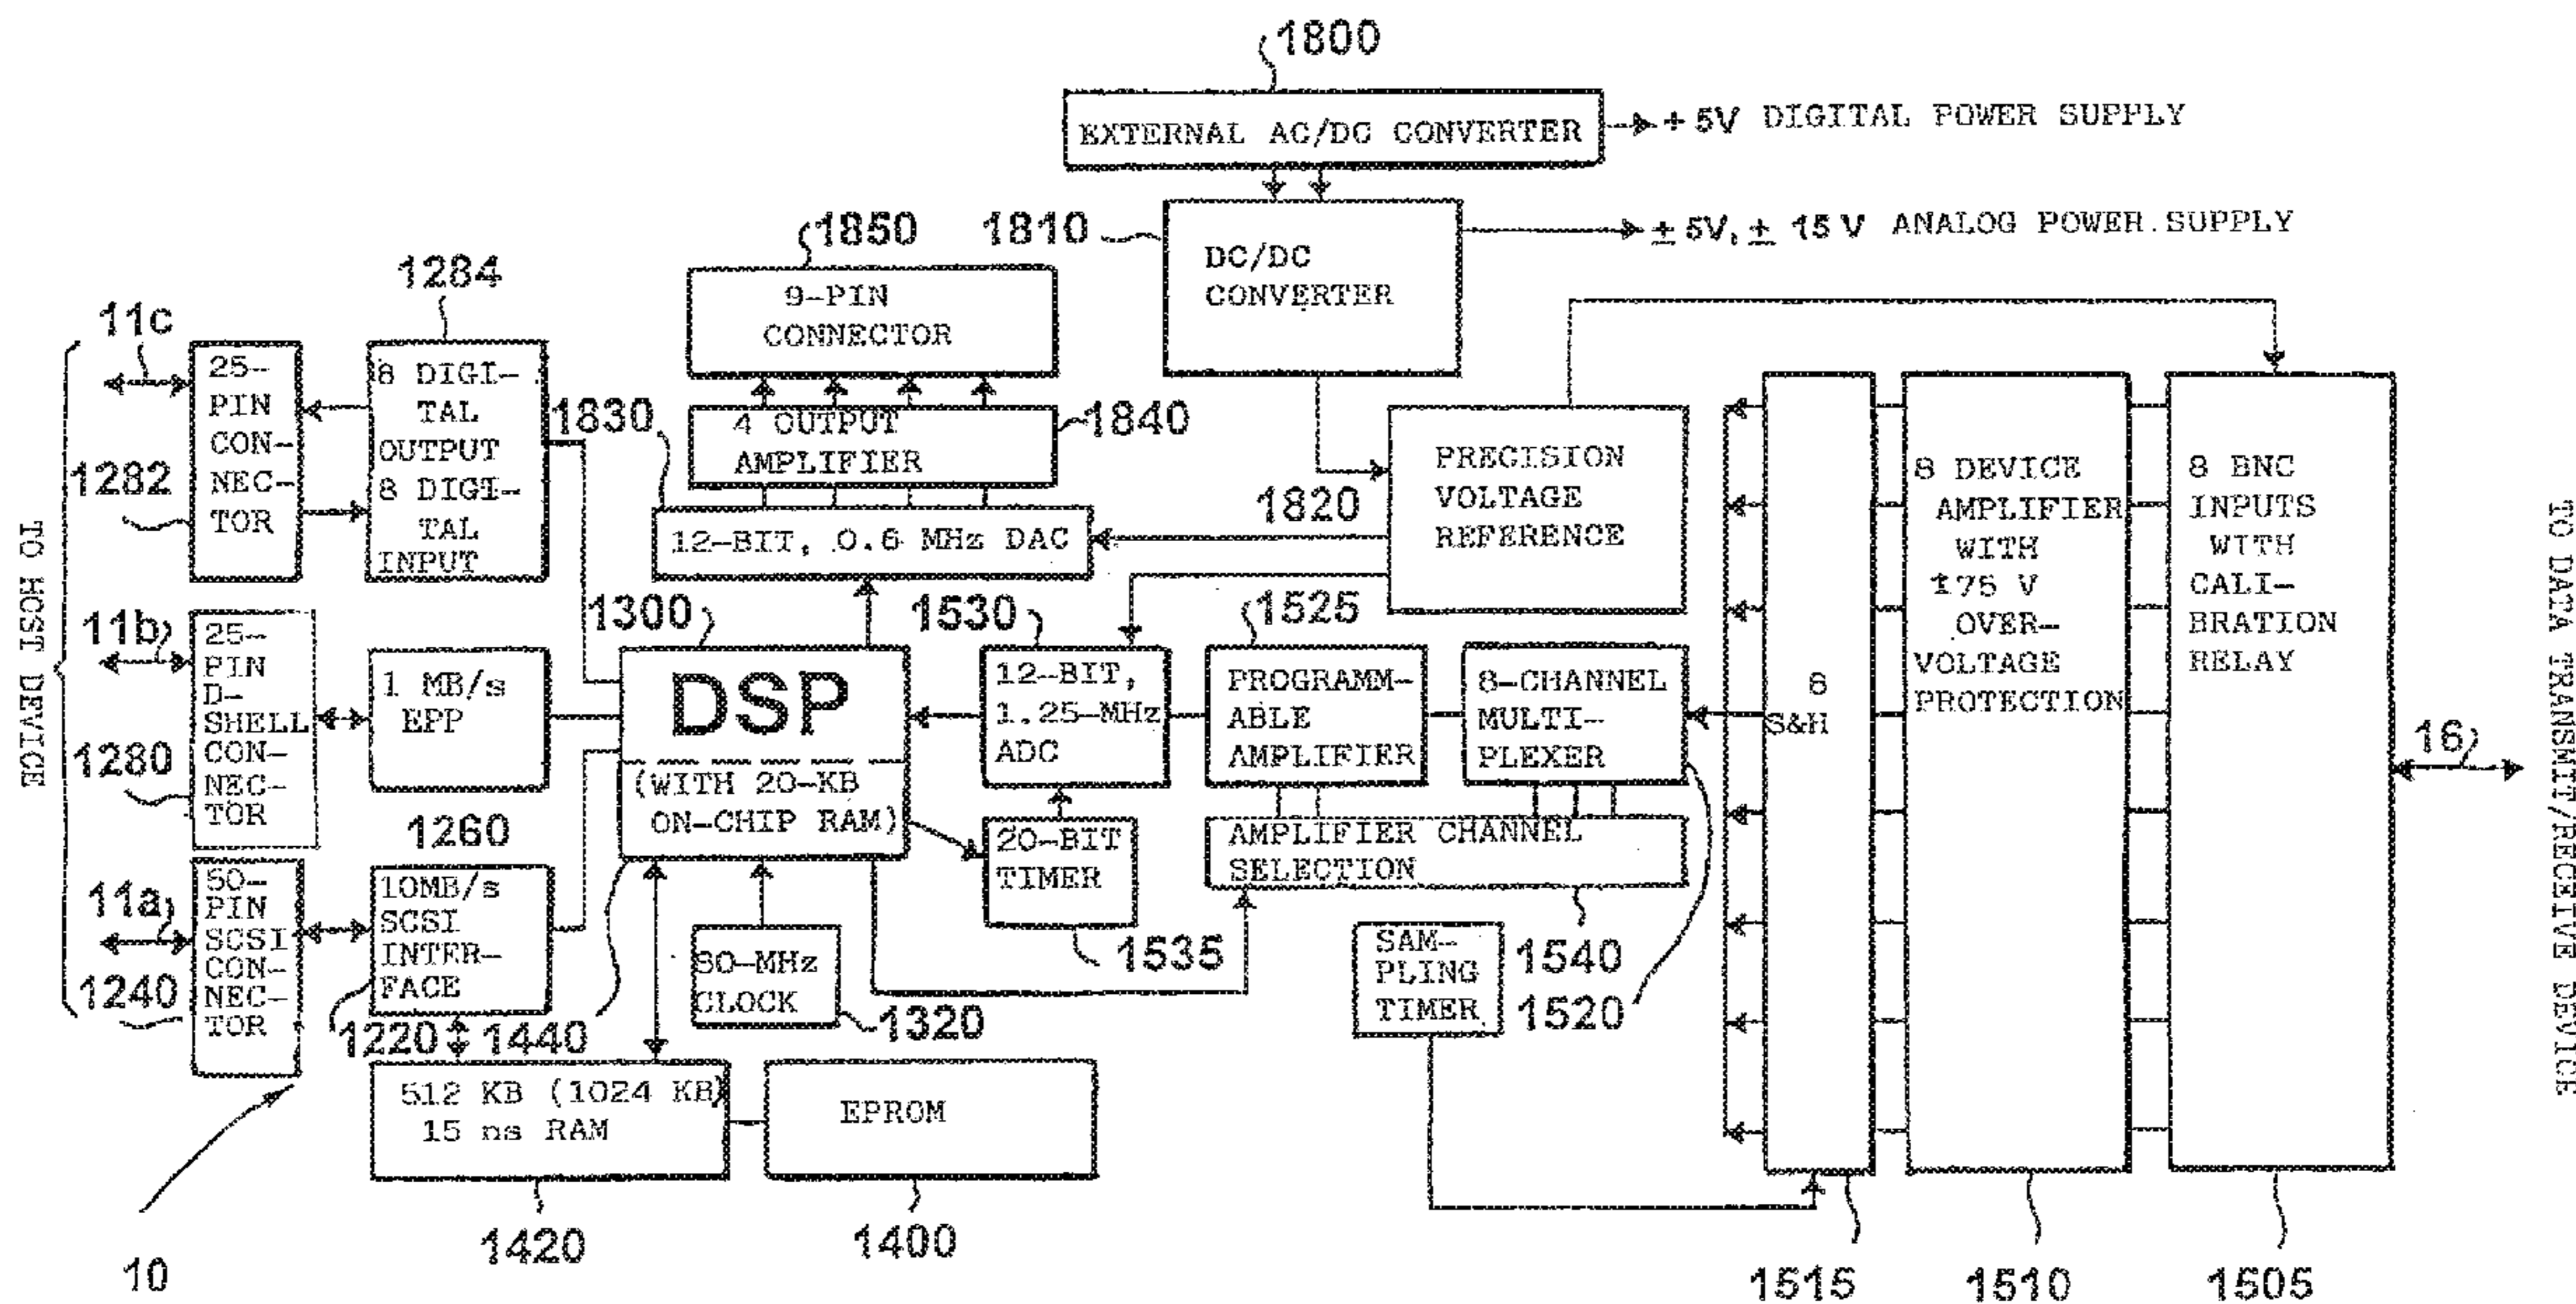 1800
EXTERNAL AC/DC CONVERTER
+ 5V DIGITAL POWER SUPPLY
1810
DC/DC
CONVERTER
± 5V, ± 15 V ANALOG POWER SUPPLY
1850
9-PIN
CONNECTOR
1284
8 DIGI-
TAL
OUTPUT
8 DIGI-
TAL
INPUT
11c
25-
PIN
CON-
NEC-
TOR
1282
1830
4 OUTPUT
AMPLIFIER
1840
12-BIT, 0.6 MHz DAC
1820
PRECISION
VOLTAGE
REFERENCE
TO HOST DEVICE
11b
25-
PIN
D-
SHELL
CON-
NEC-
TOR
1280
1 MB/s
EPP
1260
1300
DSP
(WITH 20-KB
ON-CHIP RAM)
1530
12-BIT,
1.25-MHz
ADC
1525
PROGRAMM-
ABLE
AMPLIFIER
8-CHANNEL
MULTI-
PLEXER
20-BIT
TIMER
1535
AMPLIFIER CHANNEL
SELECTION
1540
1520
SAM-
PLING
TIMER
11a
50-
PIN
SCSI
CON-
NEC-
TOR
1240
10MB/s
SCSI
INTER-
FACE
1220
1440
80-MHz
CLOCK
1320
512 KB (1024 KB)
15 ns RAM
EPROM
1420
1400
10
8
S&H
8 DEVICE
AMPLIFIER
WITH
±75 V
OVER-
VOLTAGE
PROTECTION
8 BNC
INPUTS
WITH
CALI-
BRATION
RELAY
16
TO DATA TRANSMIT/RECEIVE DEVICE
1515
1510
1505